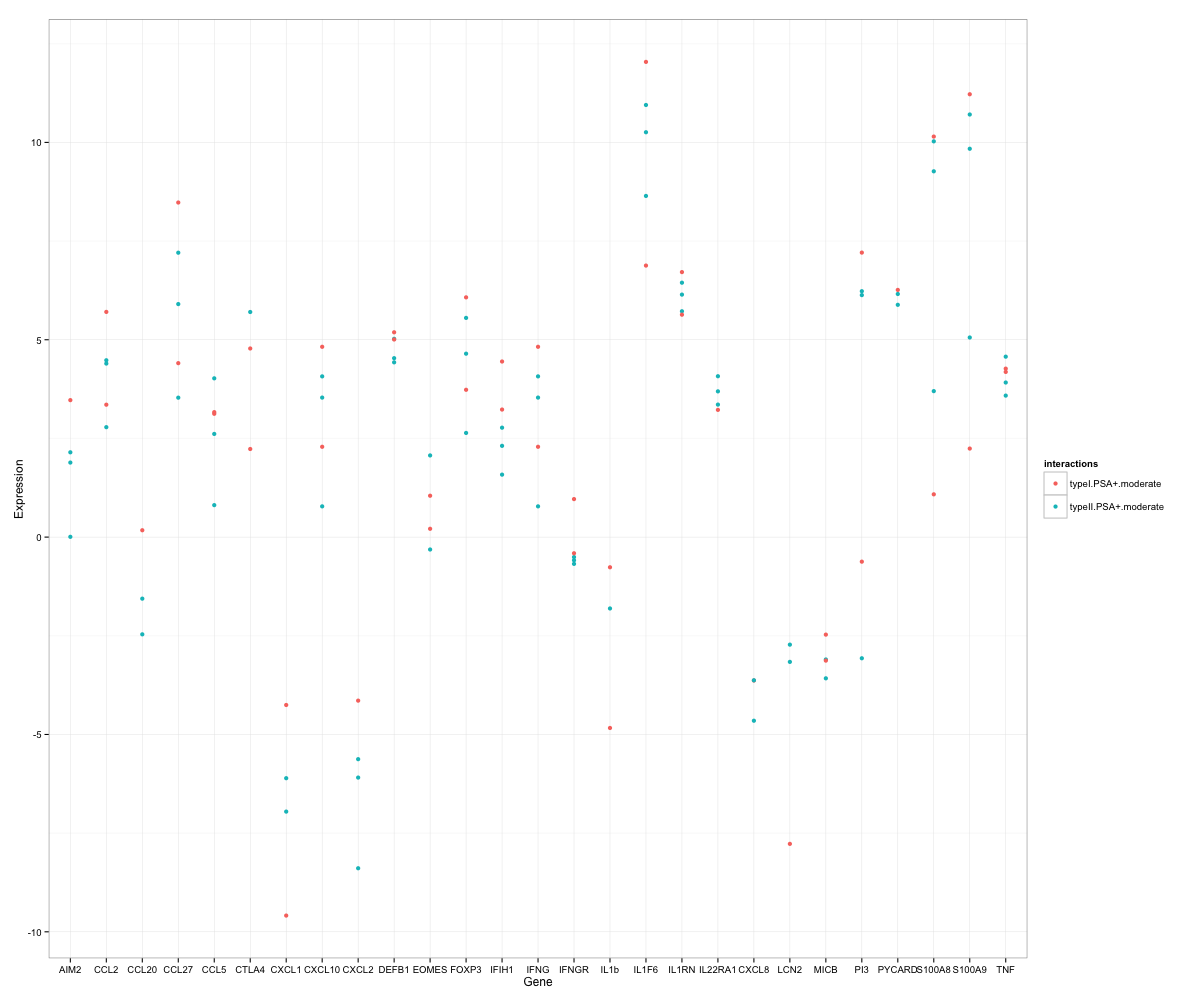 10
5
0
-5
-10
Expression
AIM2 CCL2 CCL20 CCL27 CCL5 CTLA4 CXCL1 CXCL10 CXCL2 DEFB1 EOMES FOXP3 IFIH1 IFNG IFNGR IL1b IL1F6 IL1RN IL22RA1 CXCL8 LCN2 MICB PI3 PYCARD S100A8 S100A9 TNF
Gene
interactions
typeI.PSA+.moderate
typeII.PSA+.moderate